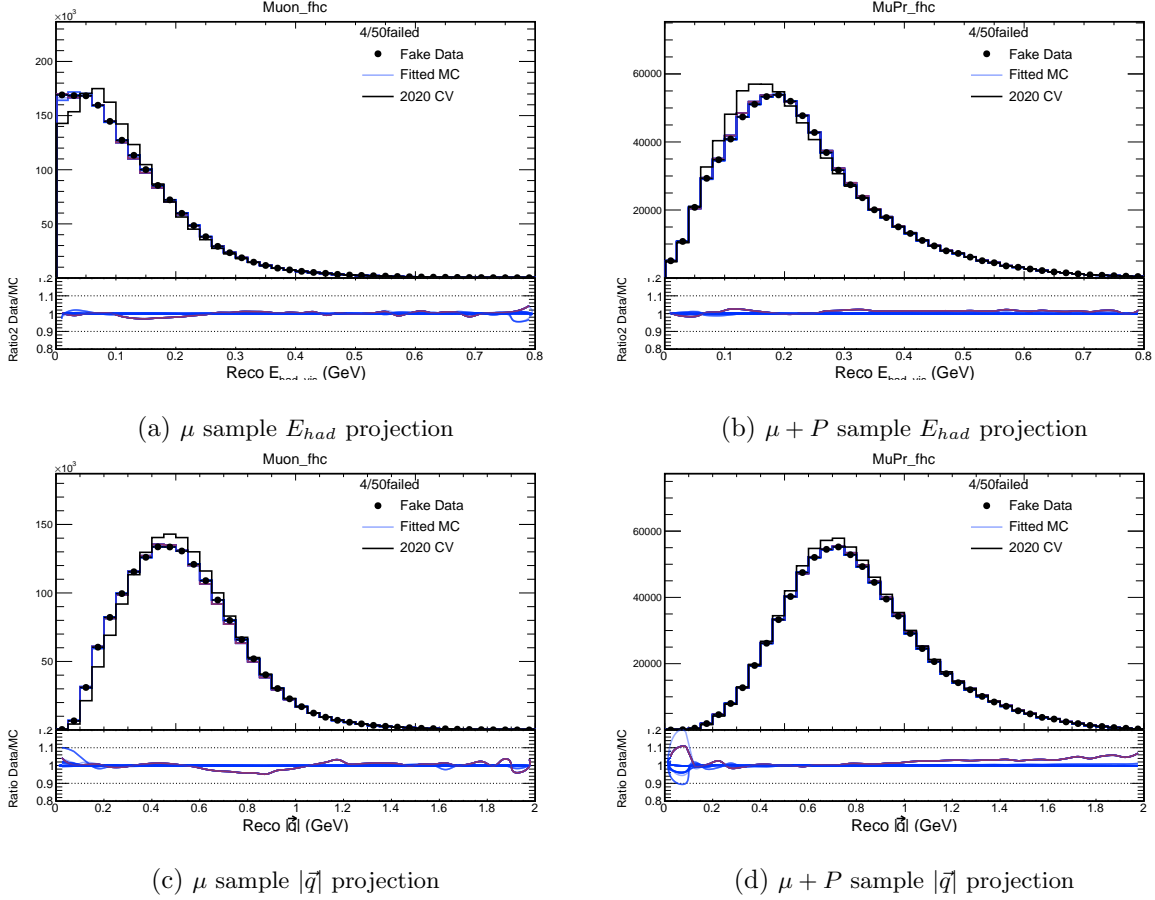 Muon_fhc
×10³
4/50failed
Fake Data
Fitted MC
2020 CV
200
150
100
50
1.2
1.1
1
0.9
0.8
Ratio2 Data/MC
0 0.1 0.2 0.3 0.4 0.5 0.6 0.7 0.8
Reco E_had_vis (GeV)
(a) μ sample E_had projection
MuPr_fhc
4/50failed
Fake Data
Fitted MC
2020 CV
60000
40000
20000
1.2
1.1
1
0.9
0.8
Ratio2 Data/MC
0 0.1 0.2 0.3 0.4 0.5 0.6 0.7 0.8
Reco E_had_vis (GeV)
(b) μ + P sample E_had projection
Muon_fhc
×10³
4/50failed
Fake Data
Fitted MC
2020 CV
150
100
50
1.2
1.1
1
0.9
0.8
Ratio Data/MC
0 0.2 0.4 0.6 0.8 1 1.2 1.4 1.6 1.8 2
Reco |q⃗| (GeV)
(c) μ sample |q⃗| projection
MuPr_fhc
4/50failed
Fake Data
Fitted MC
2020 CV
60000
40000
20000
1.2
1.1
1
0.9
0.8
Ratio Data/MC
0 0.2 0.4 0.6 0.8 1 1.2 1.4 1.6 1.8 2
Reco |q⃗| (GeV)
(d) μ + P sample |q⃗| projection